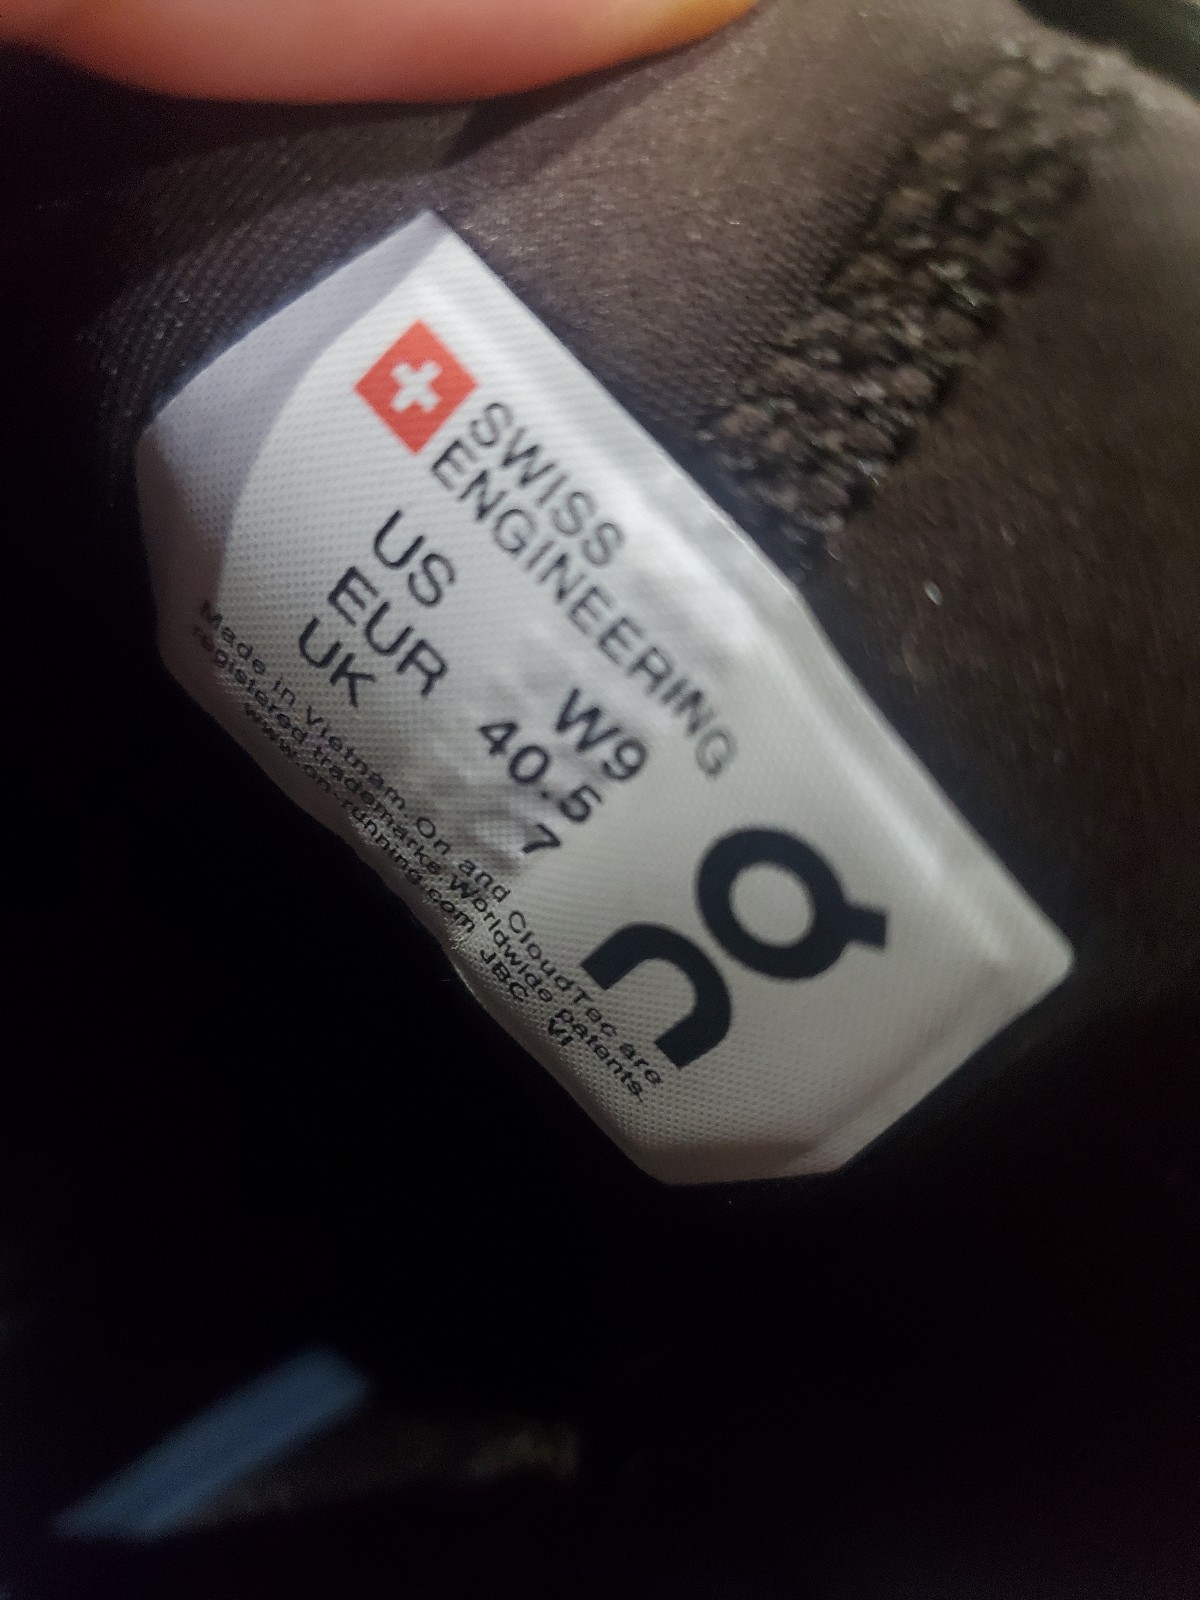 SWISS
ENGINEERING
US W9
EUR 40.5
UK 7
Made in Vietnam. On and CloudTec are
registered trademarks. Worldwide patents.
www.on-running.com JBC VI
On